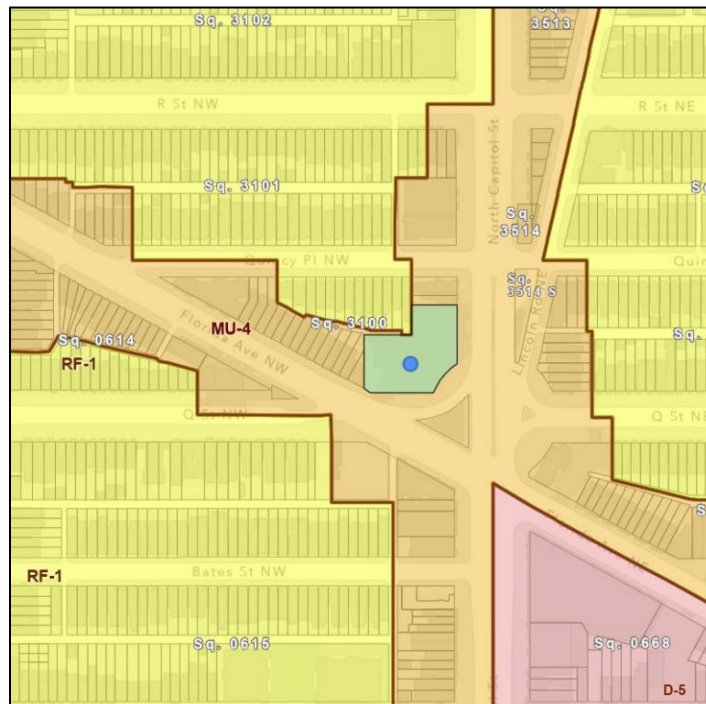 Sq. 3102
3513
R St NW
R St NE
North Capitol St
Sq. 3101
Sq.
3514
Quincy Pl NW
Sq.
3514 S
Lincoln Rd NE
MU-4
Sq. 3100
Florida Ave NW
Sq. 0614
RF-1
Q St NW
Q St NE
Bates St NW
RF-1
Sq. 0615
Sq. 0668
D-5